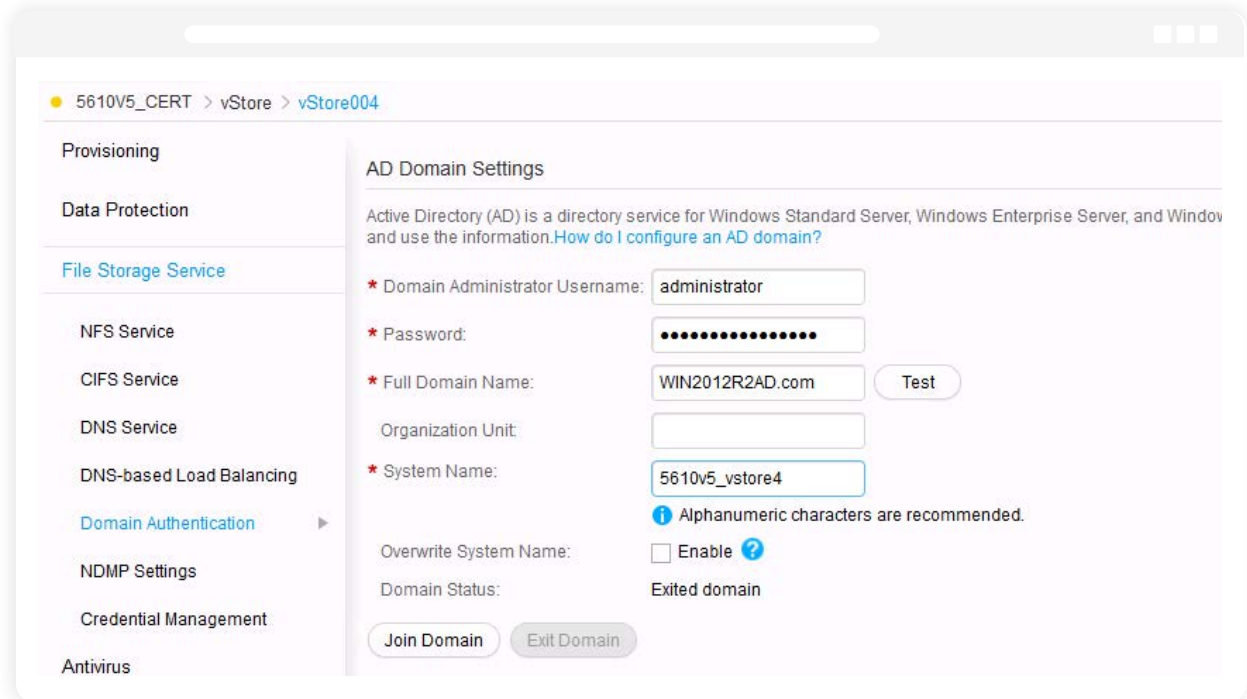 5610V5_CERT > vStore > vStore004
Provisioning
Data Protection
File Storage Service
NFS Service
CIFS Service
DNS Service
DNS-based Load Balancing
Domain Authentication
NDMP Settings
Credential Management
Antivirus
AD Domain Settings
Active Directory (AD) is a directory service for Windows Standard Server, Windows Enterprise Server, and Window
and use the information.How do I configure an AD domain?
* Domain Administrator Username: administrator
* Password: ●●●●●●●●●●●●●●●●
* Full Domain Name: WIN2012R2AD.com Test
Organization Unit:
* System Name: 5610v5_vstore4
Alphanumeric characters are recommended.
Overwrite System Name: Enable
Domain Status: Exited domain
Join Domain Exit Domain